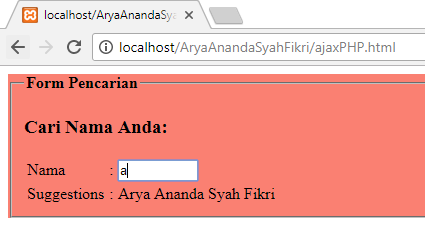 localhost/AryaAnandaSya
localhost/AryaAnandaSyahFikri/ajaxPHP.html
Form Pencarian
Cari Nama Anda:
Nama : a
Suggestions : Arya Ananda Syah Fikri